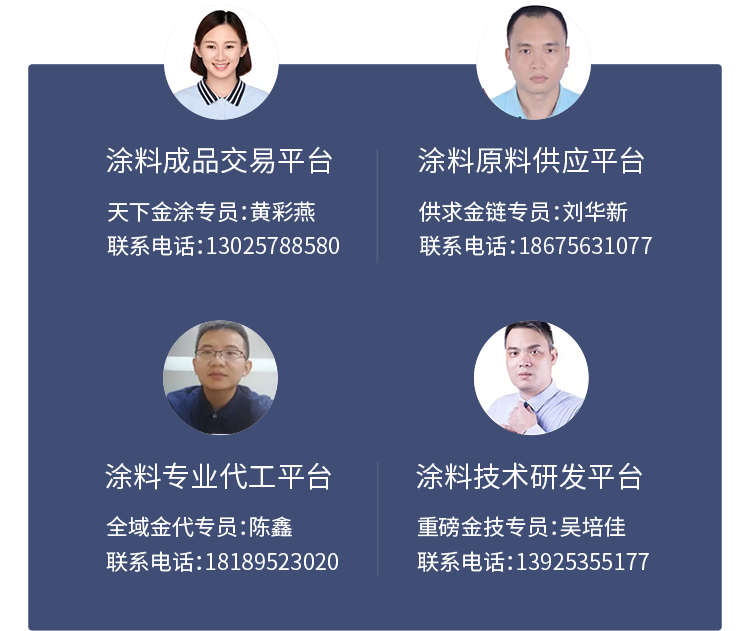 涂料成品交易平台
天下金涂专员:黄彩燕
联系电话:13025788580
涂料原料供应平台
供求金链专员:刘华新
联系电话:18675631077
涂料专业代工平台
全域金代专员:陈鑫
联系电话:18189523020
涂料技术研发平台
重磅金技专员:吴培佳
联系电话:13925355177